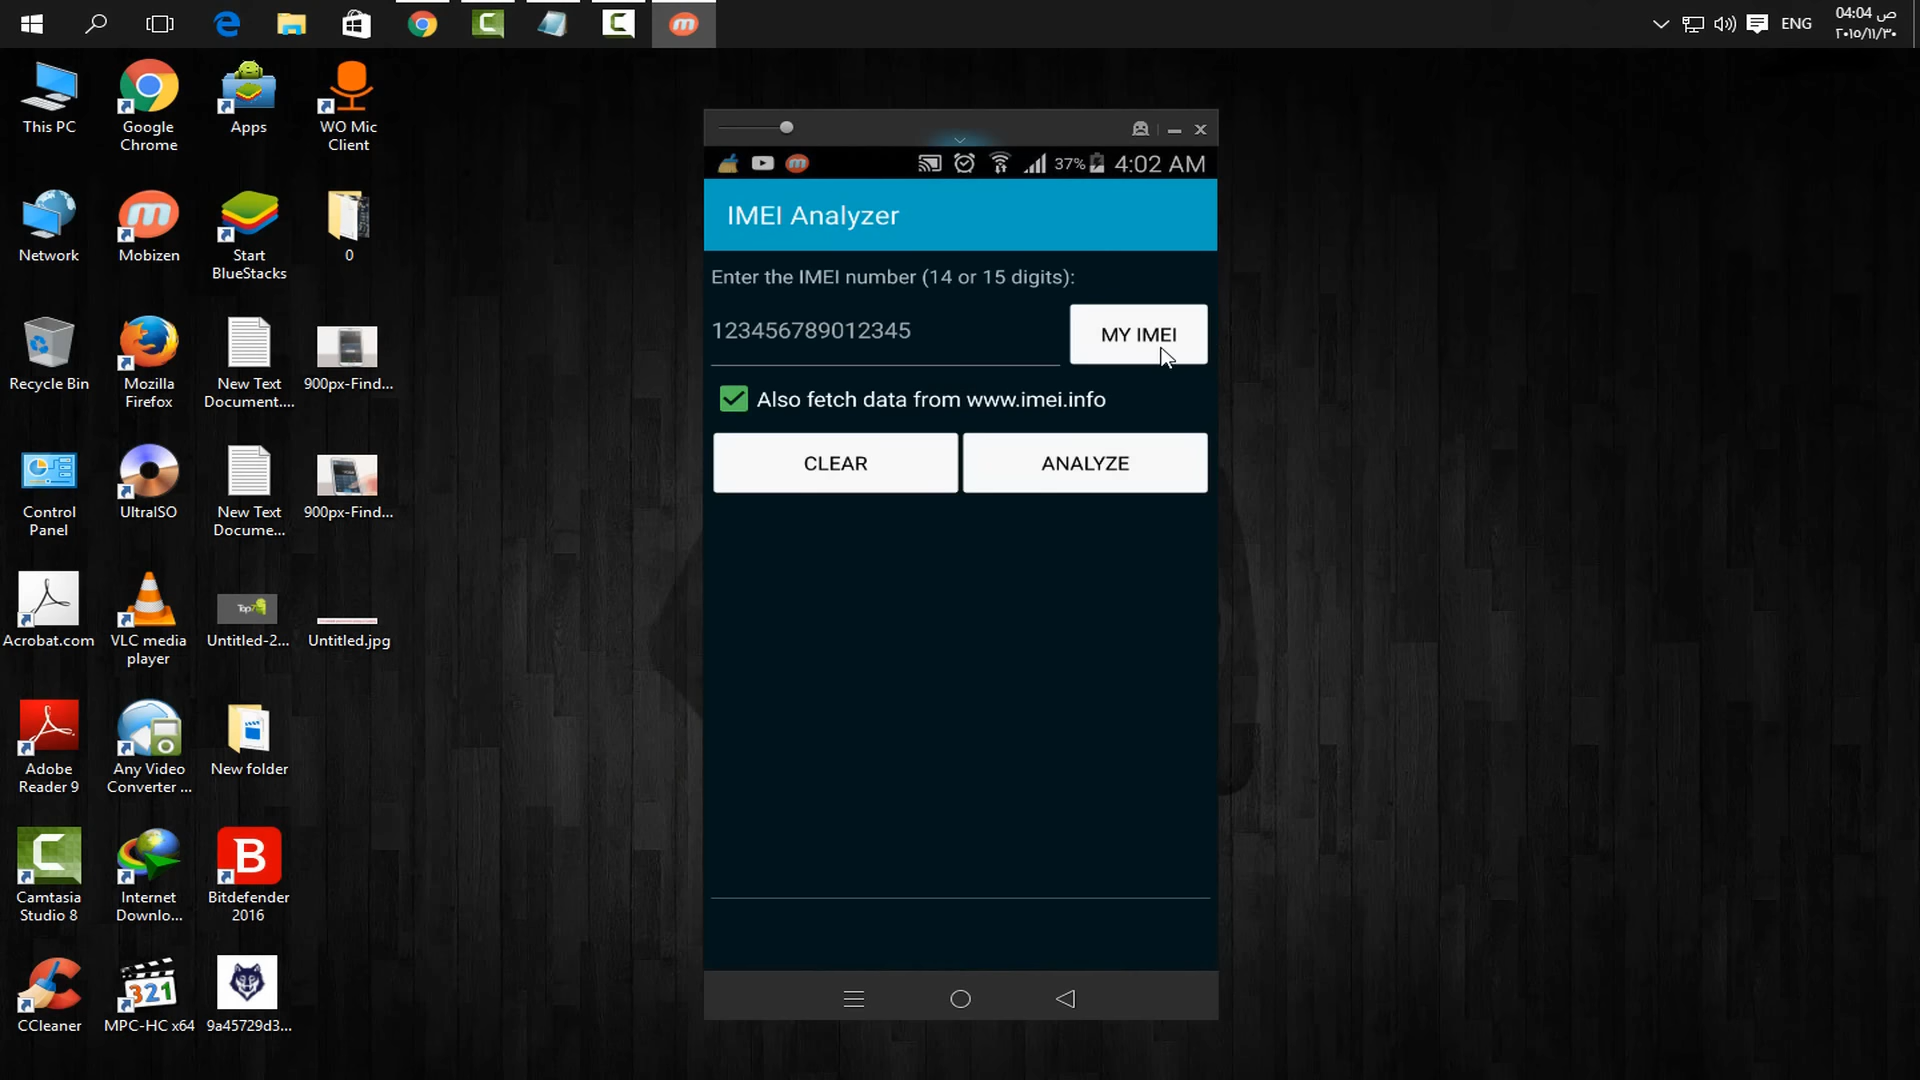 ENG
ص 04:04
٢٠١٥/١١/٣٠
This PC
Google
Chrome
Apps
WO Mic
Client
Network
Mobizen
Start
BlueStacks
0
Recycle Bin
Mozilla
Firefox
New Text
Document....
900px-Find...
Control
Panel
UltraISO
New Text
Docume...
900px-Find...
Acrobat.com
VLC media
player
Untitled-2...
Untitled.jpg
Adobe
Reader 9
Any Video
Converter ...
New folder
Camtasia
Studio 8
Internet
Downlo...
Bitdefender
2016
CCleaner
MPC-HC x64
9a45729d3...
321
B
37%
4:02 AM
IMEI Analyzer
Enter the IMEI number (14 or 15 digits):
123456789012345
MY IMEI
Also fetch data from www.imei.info
CLEAR
ANALYZE